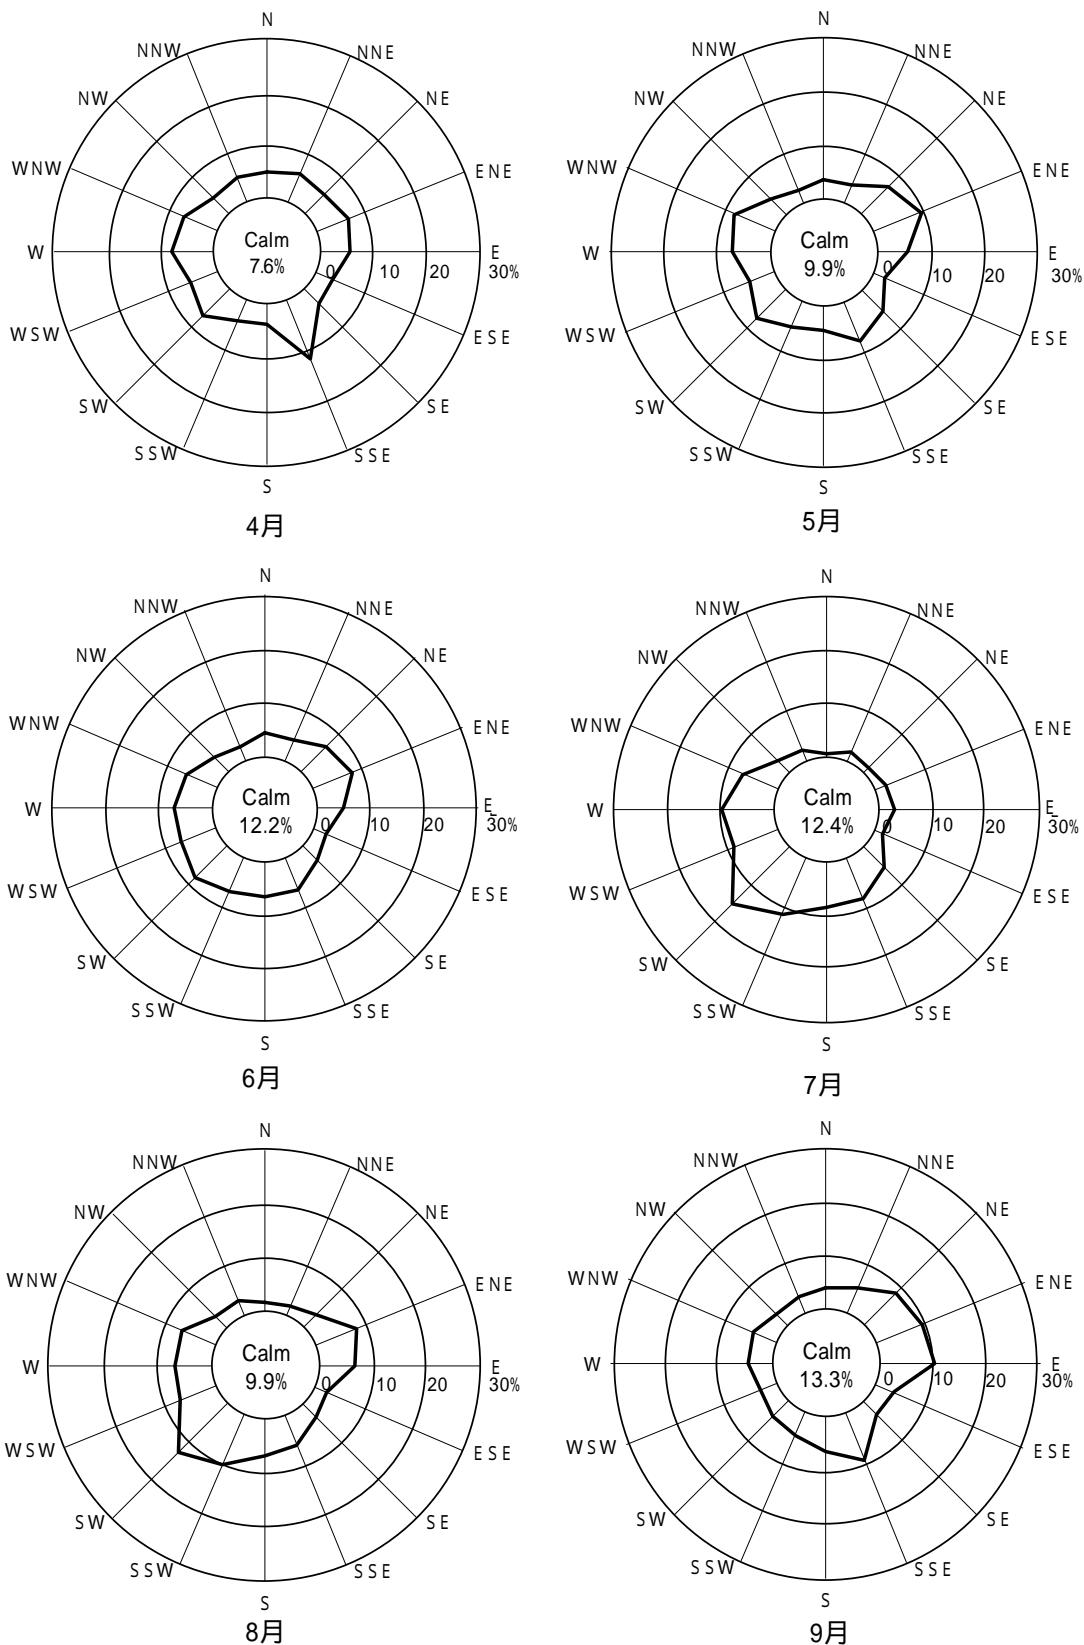 N
NNW NNE
NW NE
WNW ENE
W Calm E
7.6% 0 10 20 30%
WSW ESE
SW SE
SSW SSE
S
4月
N
NNW NNE
NW NE
WNW ENE
W Calm E
9.9% 0 10 20 30%
WSW ESE
SW SE
SSW SSE
S
5月
N
NNW NNE
NW NE
WNW ENE
W Calm E
12.2% 0 10 20 30%
WSW ESE
SW SE
SSW SSE
S
6月
N
NNW NNE
NW NE
WNW ENE
W Calm E
12.4% 0 10 20 30%
WSW ESE
SW SE
SSW SSE
S
7月
N
NNW NNE
NW NE
WNW ENE
W Calm E
9.9% 0 10 20 30%
WSW ESE
SW SE
SSW SSE
S
8月
N
NNW NNE
NW NE
WNW ENE
W Calm E
13.3% 0 10 20 30%
WSW ESE
SW SE
SSW SSE
S
9月